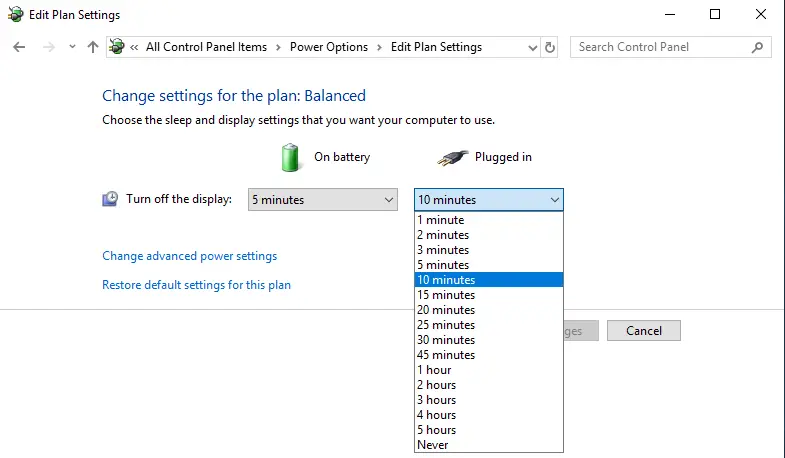 Edit Plan Settings
« All Control Panel Items > Power Options > Edit Plan Settings
Search Control Panel
Change settings for the plan: Balanced
Choose the sleep and display settings that you want your computer to use.
On battery
Plugged in
Turn off the display:
5 minutes
10 minutes
1 minute
2 minutes
3 minutes
5 minutes
10 minutes
15 minutes
20 minutes
25 minutes
30 minutes
45 minutes
1 hour
2 hours
3 hours
4 hours
5 hours
Never
Change advanced power settings
Restore default settings for this plan
ges
Cancel